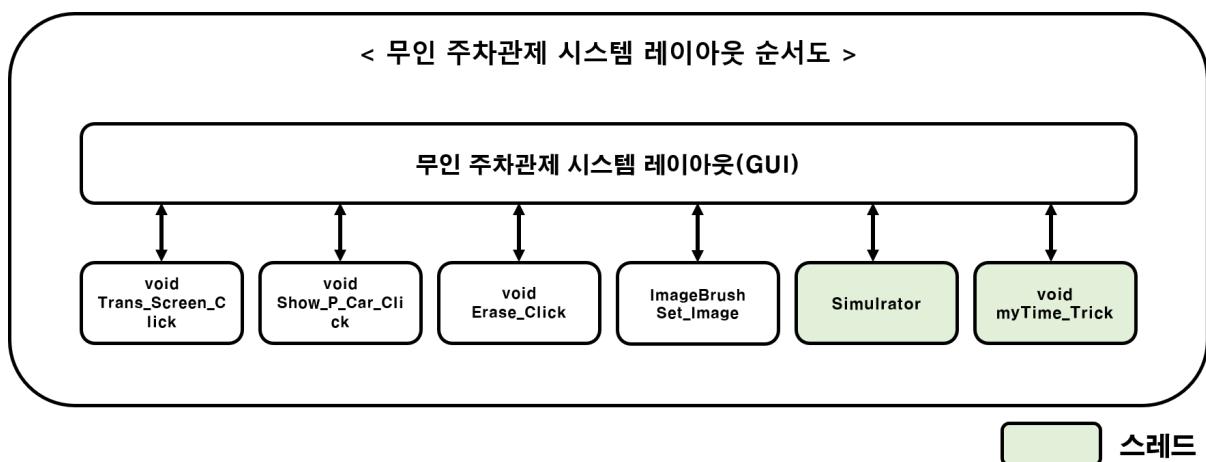 < 무인 주차관제 시스템 레이아웃 순서도 >
무인 주차관제 시스템 레이아웃(GUI)
void
Trans_Screen_C
lick
void
Show_P_Car_Cli
ck
void
Erase_Click
ImageBrush
Set_Image
Simulrator
void
myTime_Trick
스레드